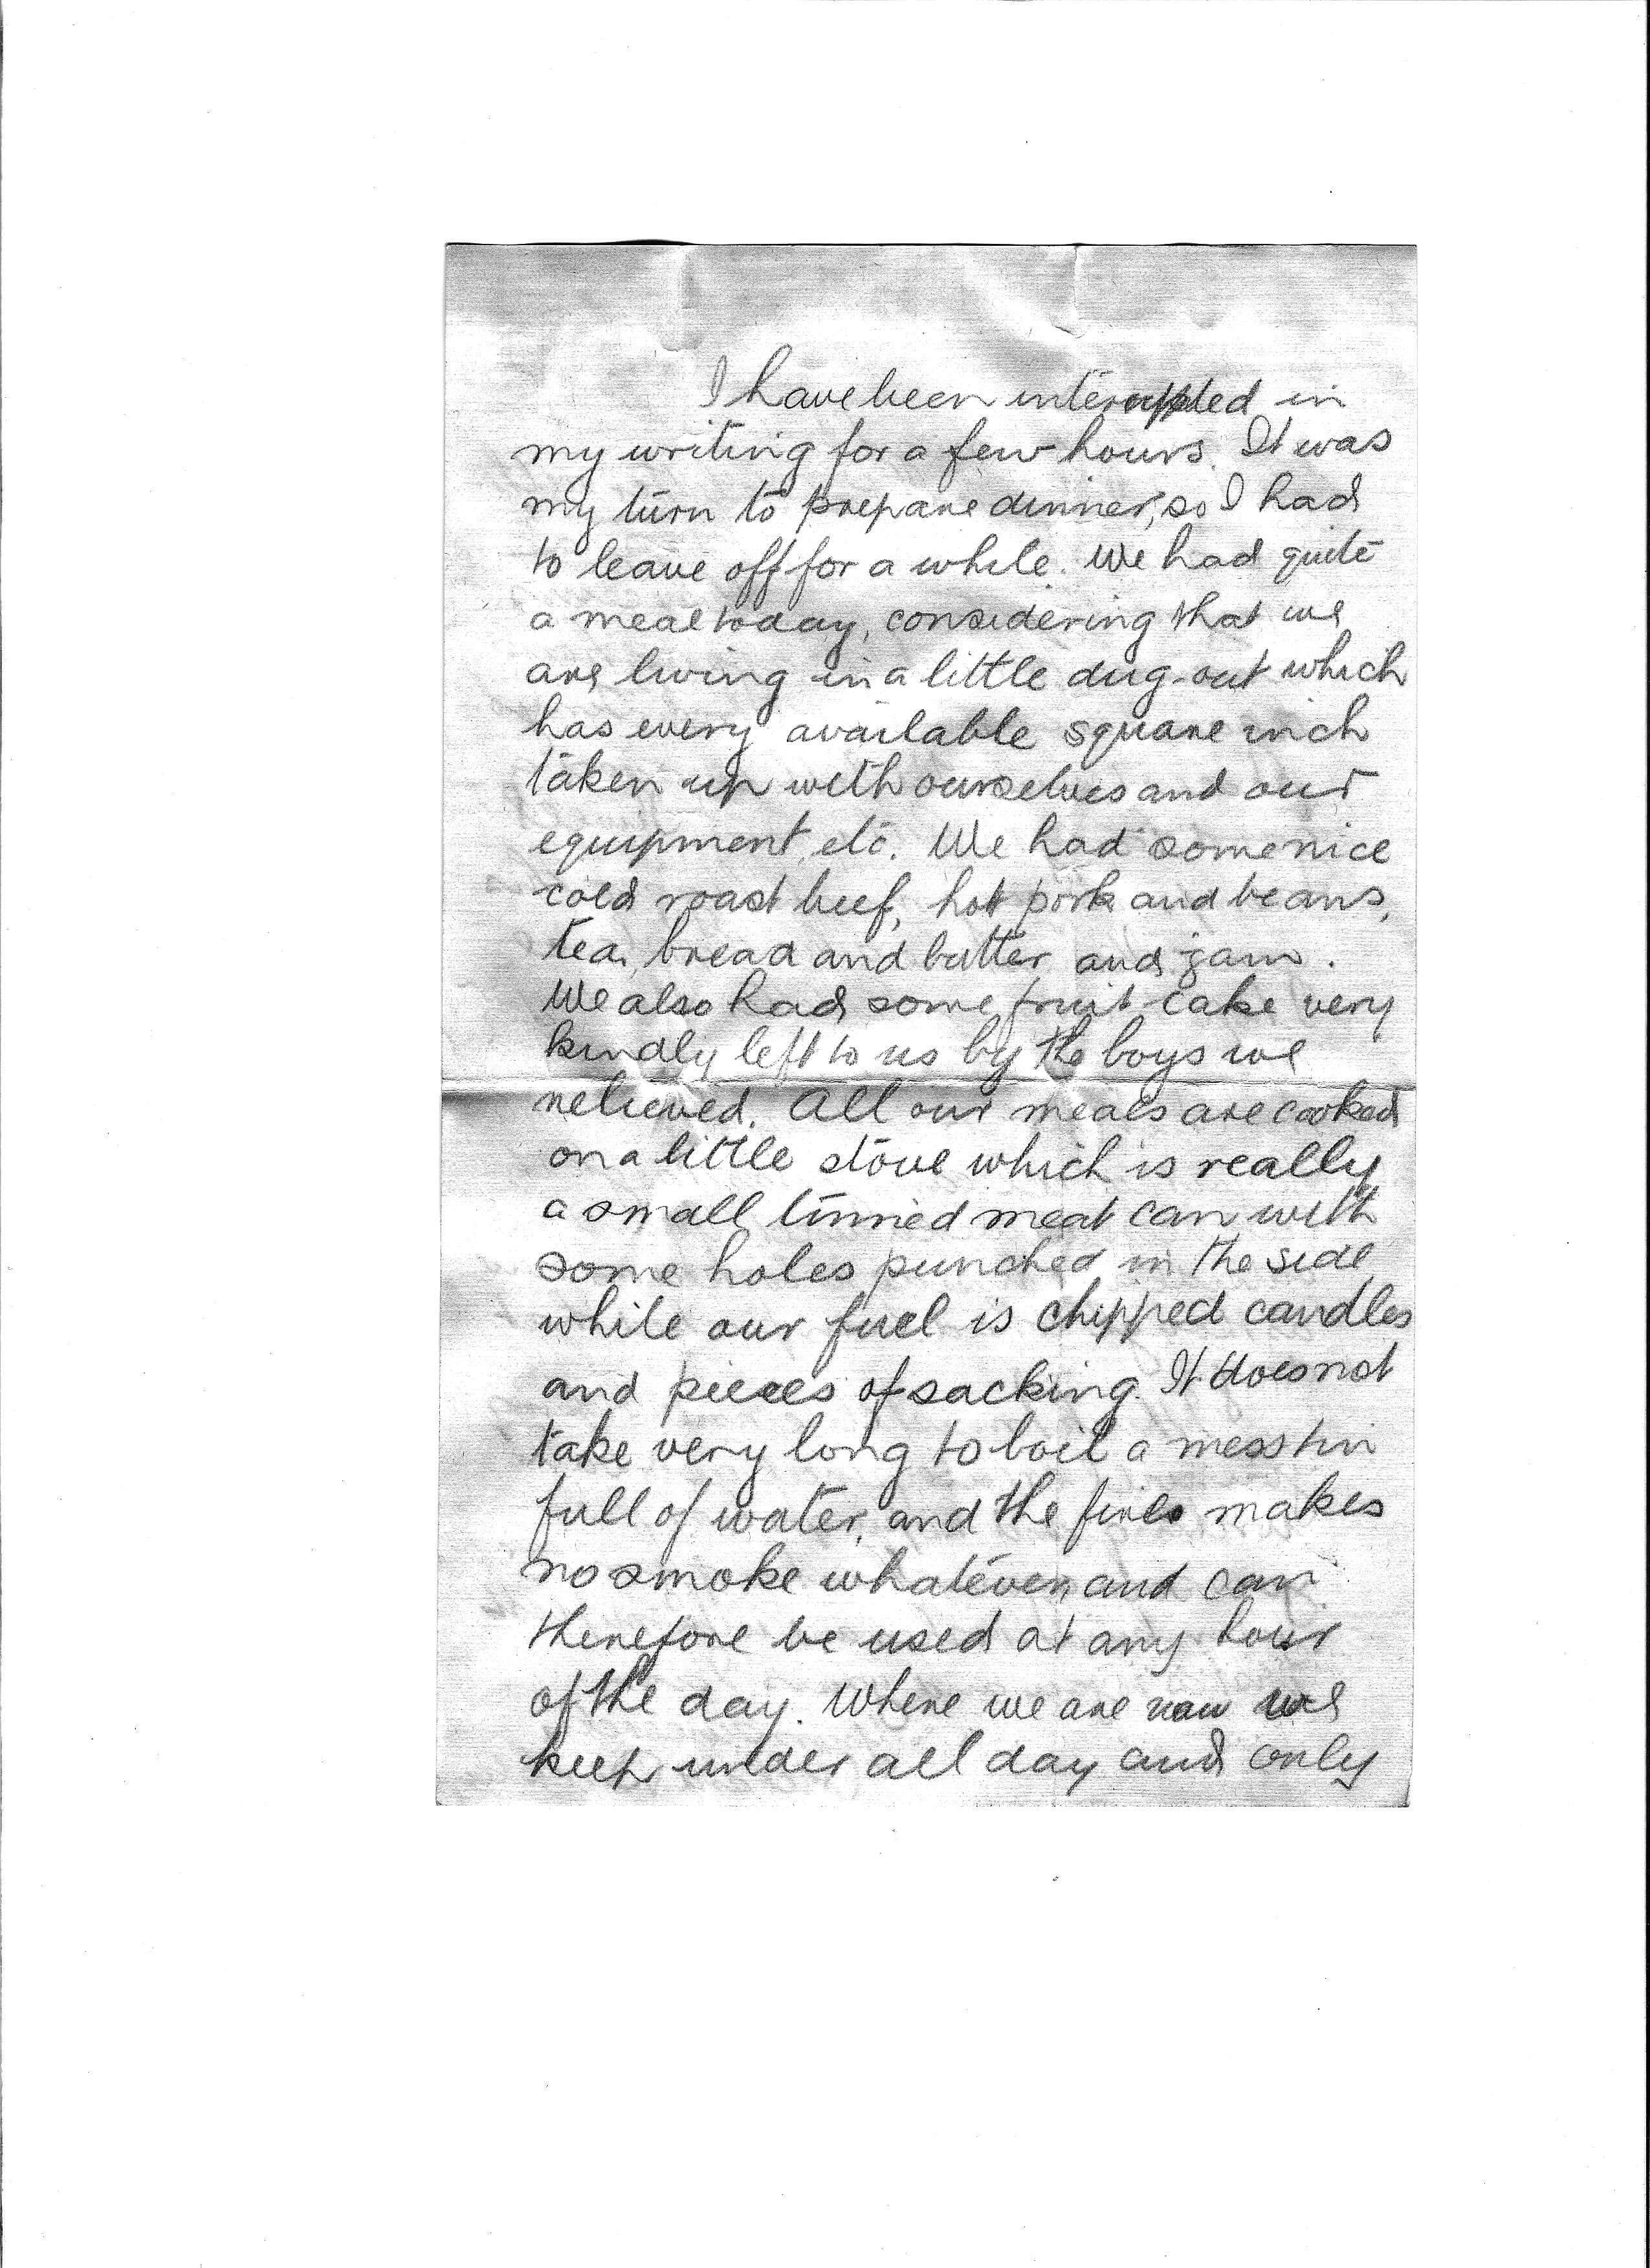 I have been interrupted in
my writing for a few hours. It was
my turn to prepare dinner, so I had
to leave off for a while. We had quite
a meal today, considering that we
are living in a little dug-out which
has every available square inch
taken up with ourselves and our
equipment, etc. We had some nice
cold roast beef, hot pork and beans,
tea, bread and butter and jam.
We also had some fruit cake very
kindly left to us by the boys we
relieved. All our meals are cooked
on a little stove which is really
a small tinned meat can with
some holes punched in the side
while our fuel is chipped candles
and pieces of sacking. It does not
take very long to boil a mess tin
full of water, and the fires makes
no smoke whatever, and can
therefore be used at any hour
of the day. Where we are now we
keep under all day and only